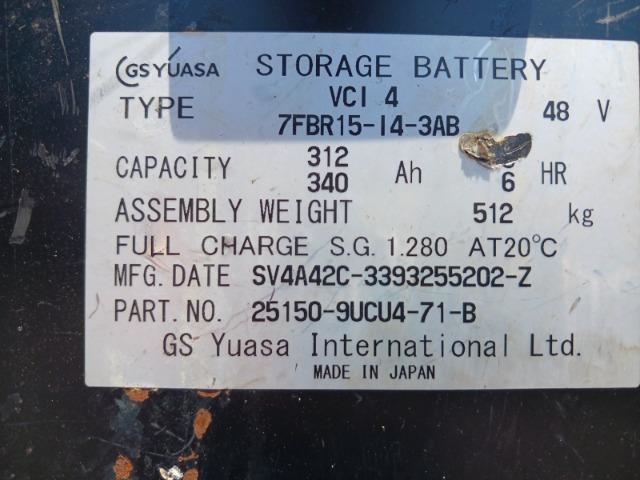 GS YUASA STORAGE BATTERY
TYPE VCI 4 48 V
7FBR15-I4-3AB
CAPACITY 312 Ah HR
340 6
ASSEMBLY WEIGHT 512 kg
FULL CHARGE S.G. 1.280 AT20°C
MFG. DATE SV4A42C-3393255202-Z
PART. NO. 25150-9UCU4-71-B
GS Yuasa International Ltd.
MADE IN JAPAN